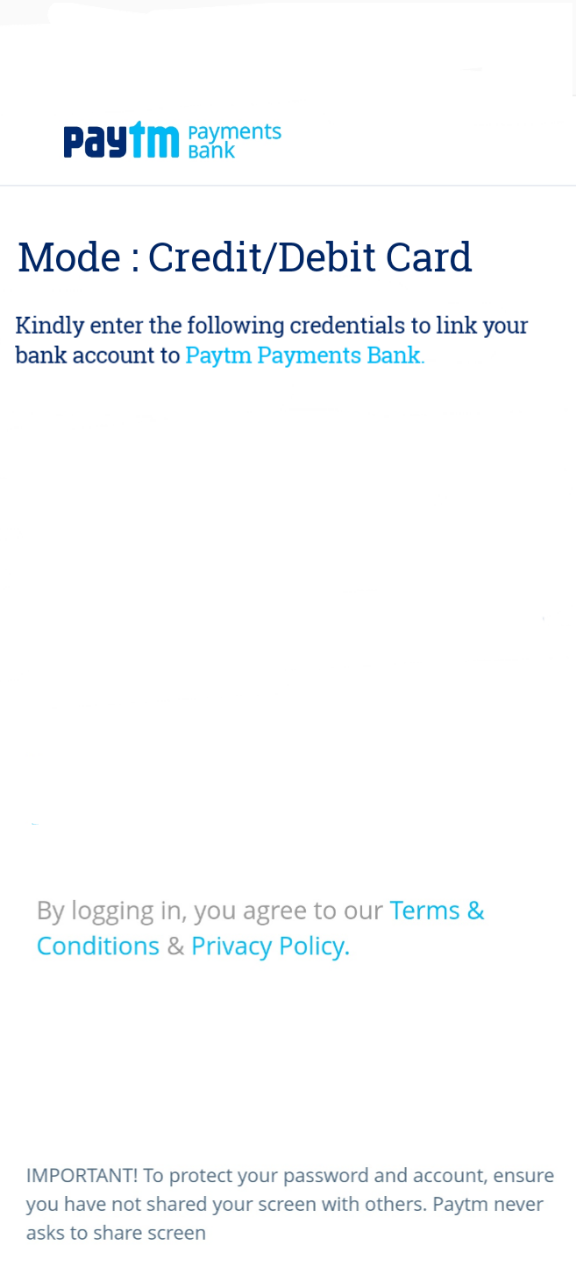 paytm Payments
Bank
Mode : Credit/Debit Card
Kindly enter the following credentials to link your
bank account to Paytm Payments Bank.
By logging in, you agree to our Terms &
Conditions & Privacy Policy.
IMPORTANT! To protect your password and account, ensure
you have not shared your screen with others. Paytm never
asks to share screen